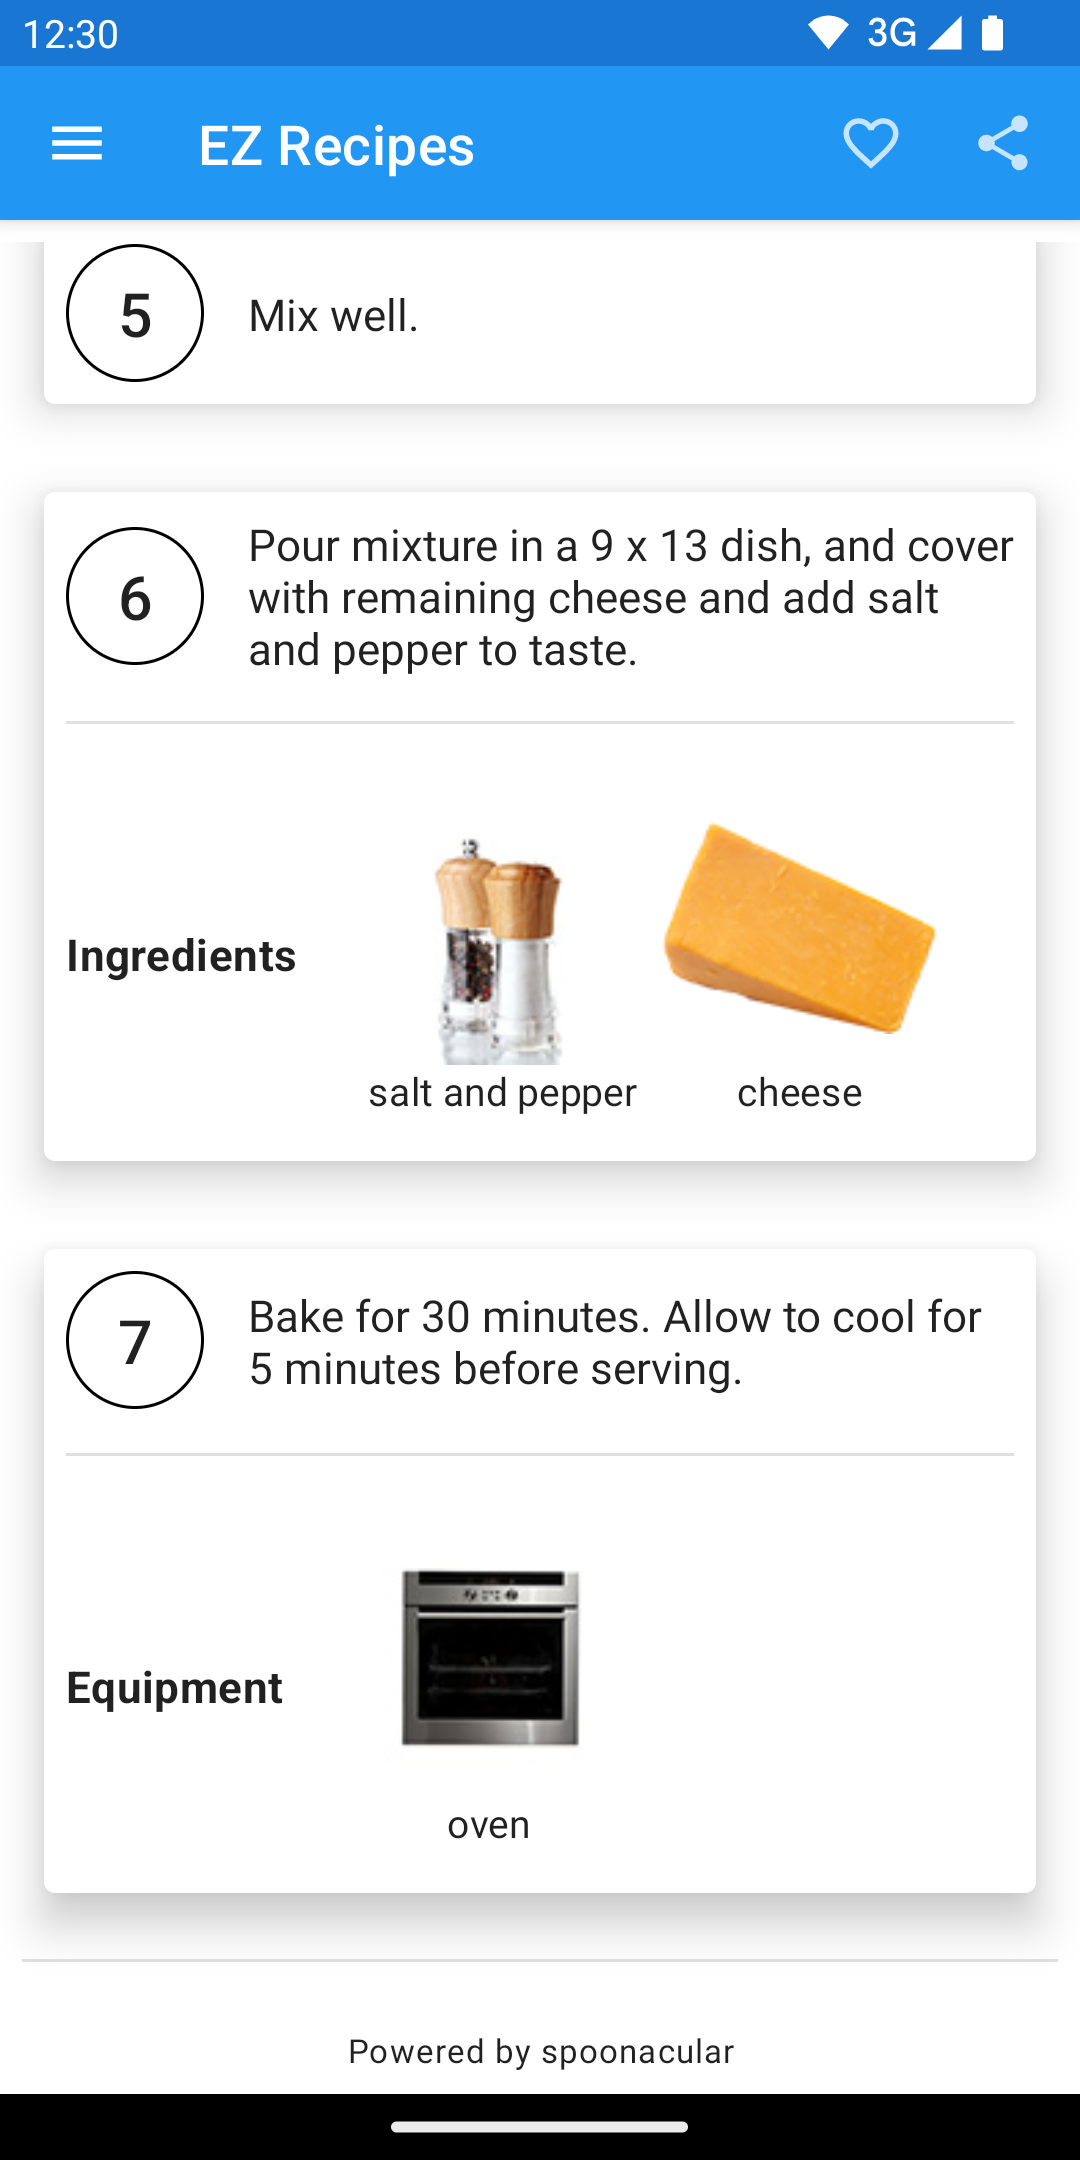 12:30
3G
EZ Recipes
5
Mix well.
6
Pour mixture in a 9 x 13 dish, and cover
with remaining cheese and add salt
and pepper to taste.
Ingredients
salt and pepper
cheese
7
Bake for 30 minutes. Allow to cool for
5 minutes before serving.
Equipment
oven
Powered by spoonacular